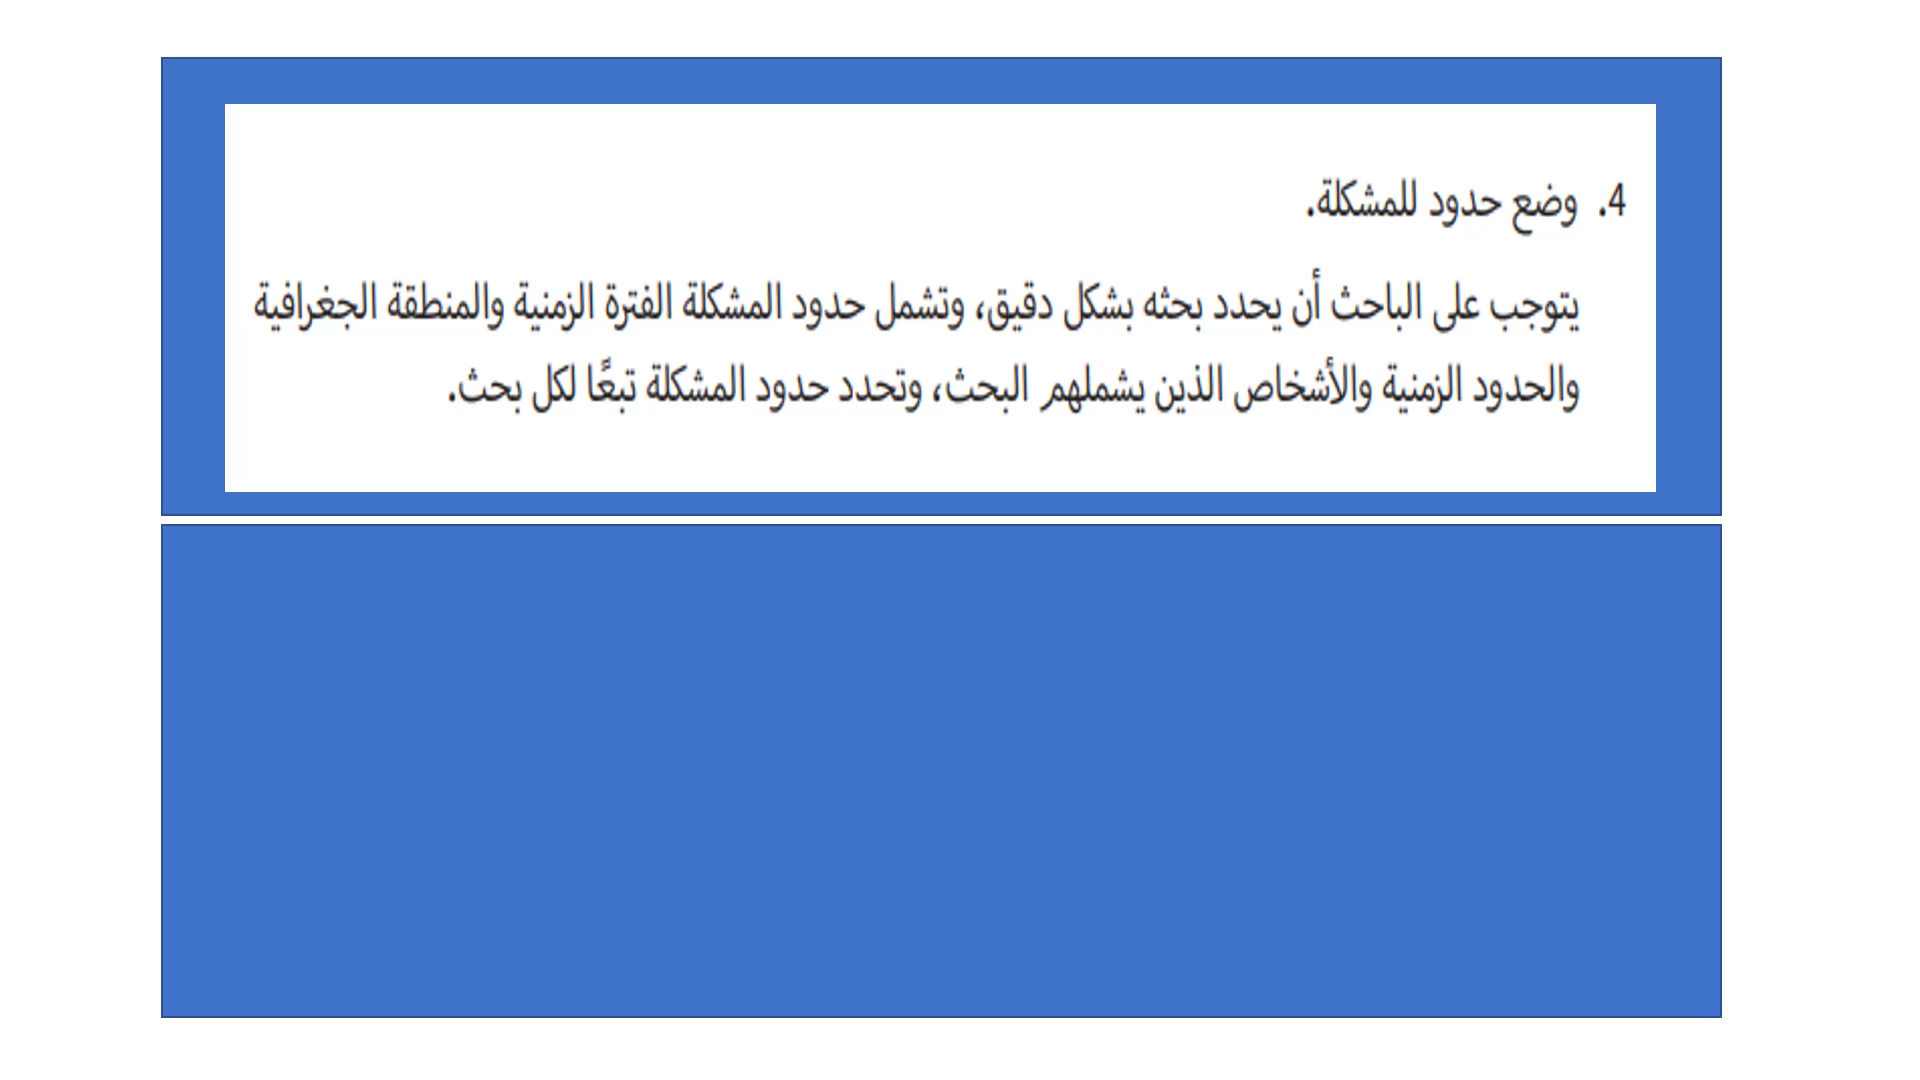 4. وضع حدود للمشكلة.
يتوجب على الباحث أن يحدد بحثه بشكل دقيق، وتشمل حدود المشكلة الفترة الزمنية والمنطقة الجغرافية
والحدود الزمنية والأشخاص الذين يشملهم البحث، وتحدد حدود المشكلة تبعًا لكل بحث.